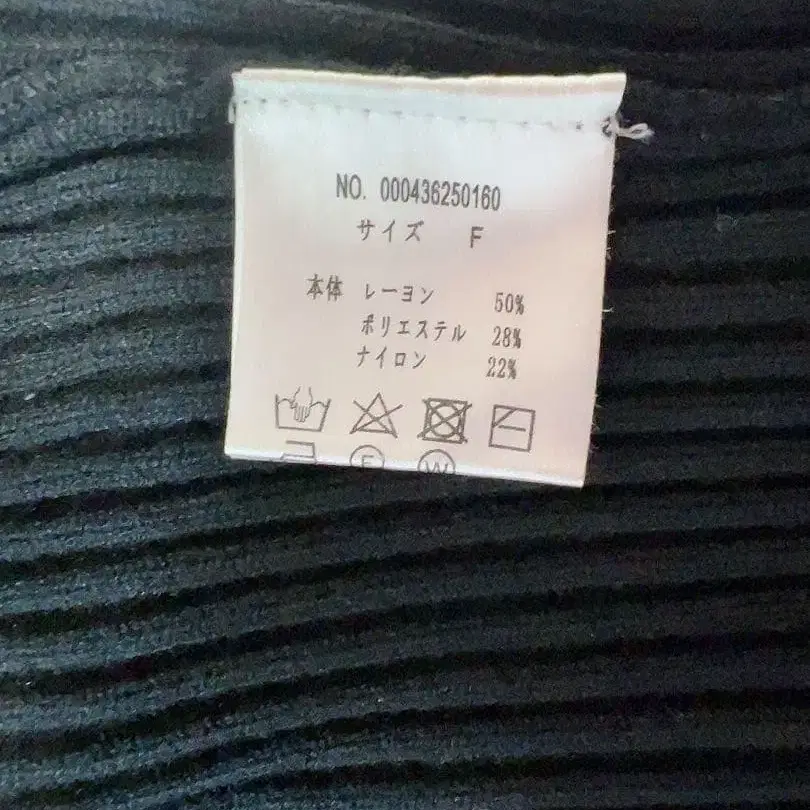 NO. 000436250160
サイズ F
本体 レーヨン 50%
ポリエステル 28%
ナイロン 22%
F W